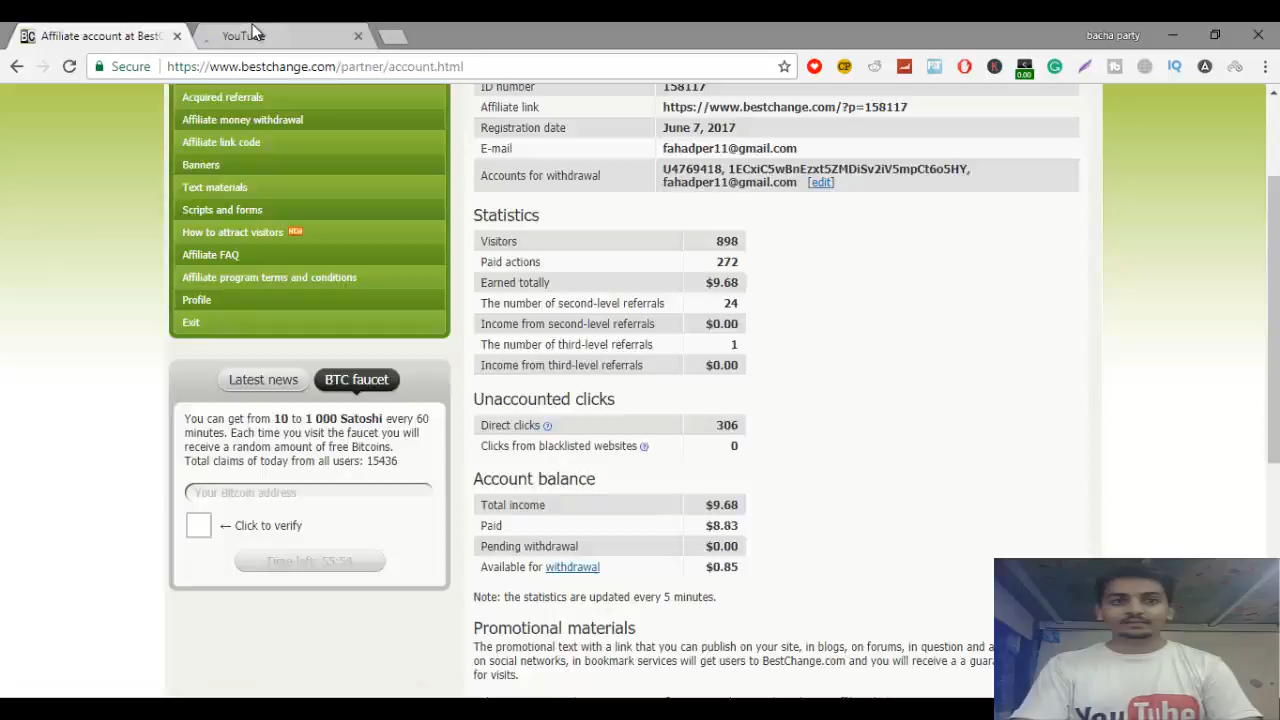 Affiliate account at BestC
YouTube
bacha party
Secure
https://www.bestchange.com/partner/account.html
Acquired referrals
Affiliate money withdrawal
Affiliate link code
Banners
Text materials
Scripts and forms
How to attract visitors NEW
Affiliate FAQ
Affiliate program terms and conditions
Profile
Exit
Latest news
BTC faucet
You can get from 10 to 1 000 Satoshi every 60
minutes. Each time you visit the faucet you will
receive a random amount of free Bitcoins.
Total claims of today from all users: 15436
Your Bitcoin address
← Click to verify
Time left: 55:54
ID number 158117
Affiliate link https://www.bestchange.com/?p=158117
Registration date June 7, 2017
E-mail fahadper11@gmail.com
Accounts for withdrawal U4769418, 1ECxiC5wBnEzxt5ZMDiSv2iV5mpCt6o5HY,
fahadper11@gmail.com [edit]
Statistics
Visitors 898
Paid actions 272
Earned totally $9.68
The number of second-level referrals 24
Income from second-level referrals $0.00
The number of third-level referrals 1
Income from third-level referrals $0.00
Unaccounted clicks
Direct clicks 306
Clicks from blacklisted websites 0
Account balance
Total income $9.68
Paid $8.83
Pending withdrawal $0.00
Available for withdrawal $0.85
Note: the statistics are updated every 5 minutes.
Promotional materials
The promotional text with a link that you can publish on your site, in blogs, on forums, in question and a
on social networks, in bookmark services will get users to BestChange.com and you will receive a a guara
for visits.
YouTube